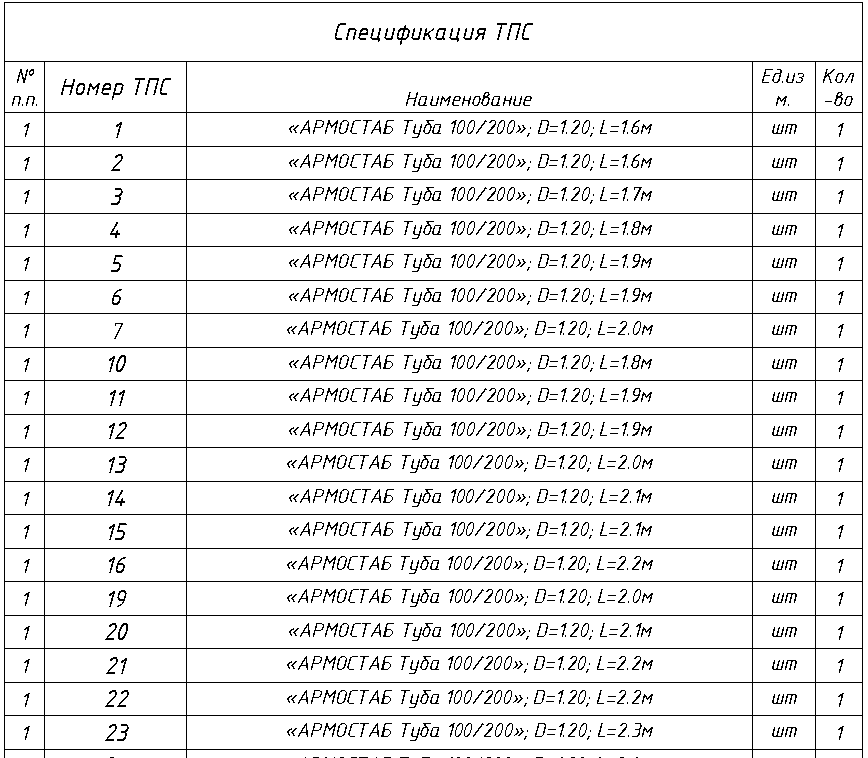 Спецификация ТПС
№ п.п. Номер ТПС Наименование Ед.из м. Кол -во
1 1 «АРМОСТАБ Туба 100/200»; D=1.20; L=1.6м шт 1
1 2 «АРМОСТАБ Туба 100/200»; D=1.20; L=1.6м шт 1
1 3 «АРМОСТАБ Туба 100/200»; D=1.20; L=1.7м шт 1
1 4 «АРМОСТАБ Туба 100/200»; D=1.20; L=1.8м шт 1
1 5 «АРМОСТАБ Туба 100/200»; D=1.20; L=1.9м шт 1
1 6 «АРМОСТАБ Туба 100/200»; D=1.20; L=1.9м шт 1
1 7 «АРМОСТАБ Туба 100/200»; D=1.20; L=2.0м шт 1
1 10 «АРМОСТАБ Туба 100/200»; D=1.20; L=1.8м шт 1
1 11 «АРМОСТАБ Туба 100/200»; D=1.20; L=1.9м шт 1
1 12 «АРМОСТАБ Туба 100/200»; D=1.20; L=1.9м шт 1
1 13 «АРМОСТАБ Туба 100/200»; D=1.20; L=2.0м шт 1
1 14 «АРМОСТАБ Туба 100/200»; D=1.20; L=2.1м шт 1
1 15 «АРМОСТАБ Туба 100/200»; D=1.20; L=2.1м шт 1
1 16 «АРМОСТАБ Туба 100/200»; D=1.20; L=2.2м шт 1
1 19 «АРМОСТАБ Туба 100/200»; D=1.20; L=2.0м шт 1
1 20 «АРМОСТАБ Туба 100/200»; D=1.20; L=2.1м шт 1
1 21 «АРМОСТАБ Туба 100/200»; D=1.20; L=2.2м шт 1
1 22 «АРМОСТАБ Туба 100/200»; D=1.20; L=2.2м шт 1
1 23 «АРМОСТАБ Туба 100/200»; D=1.20; L=2.3м шт 1